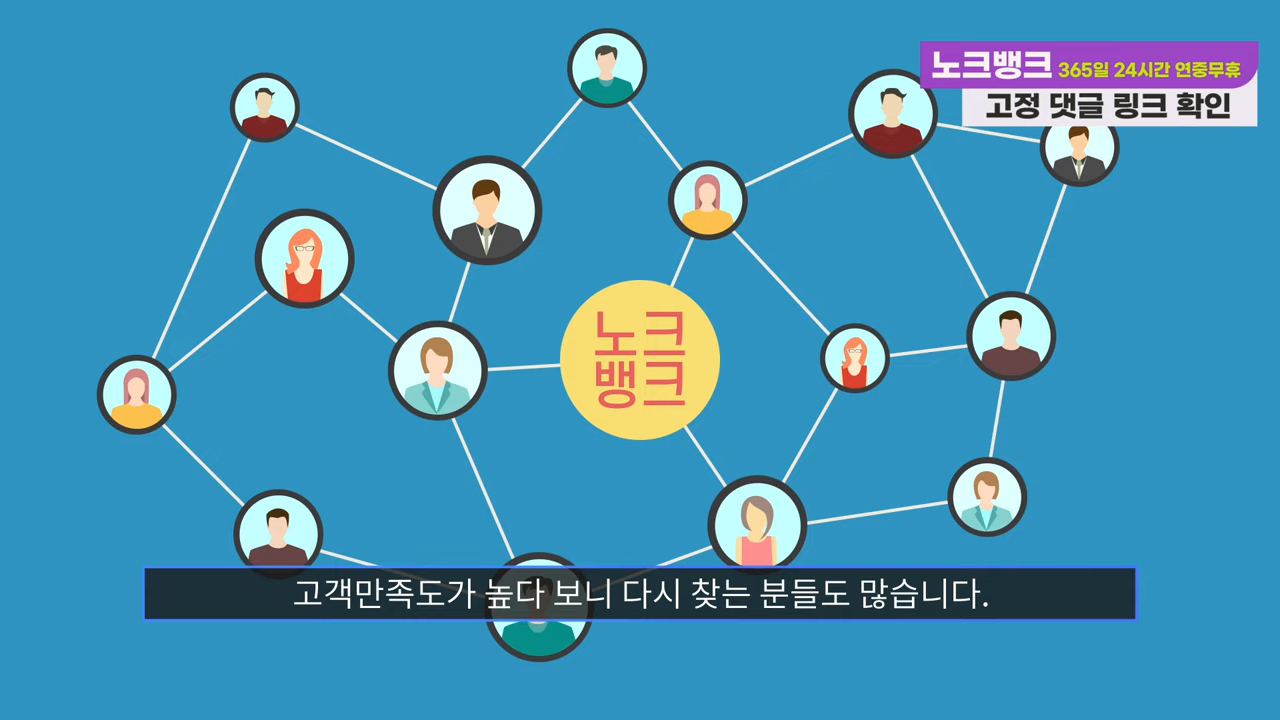 노크뱅크 365일 24시간 연중무휴
고정 댓글 링크 확인
노크
뱅크
고객만족도가 높다 보니 다시 찾는 분들도 많습니다.